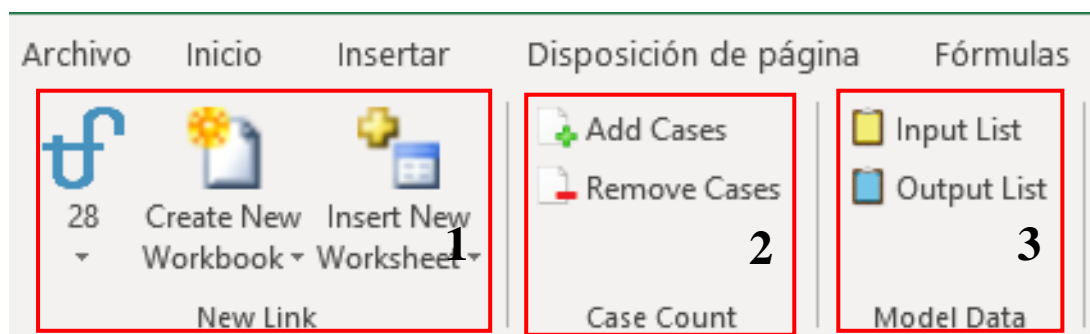 Archivo Inicio Insertar Disposición de página Fórmulas
28
Create New
Workbook
Insert New
Worksheet
1
New Link
Add Cases
Remove Cases
2
Case Count
Input List
Output List
3
Model Data